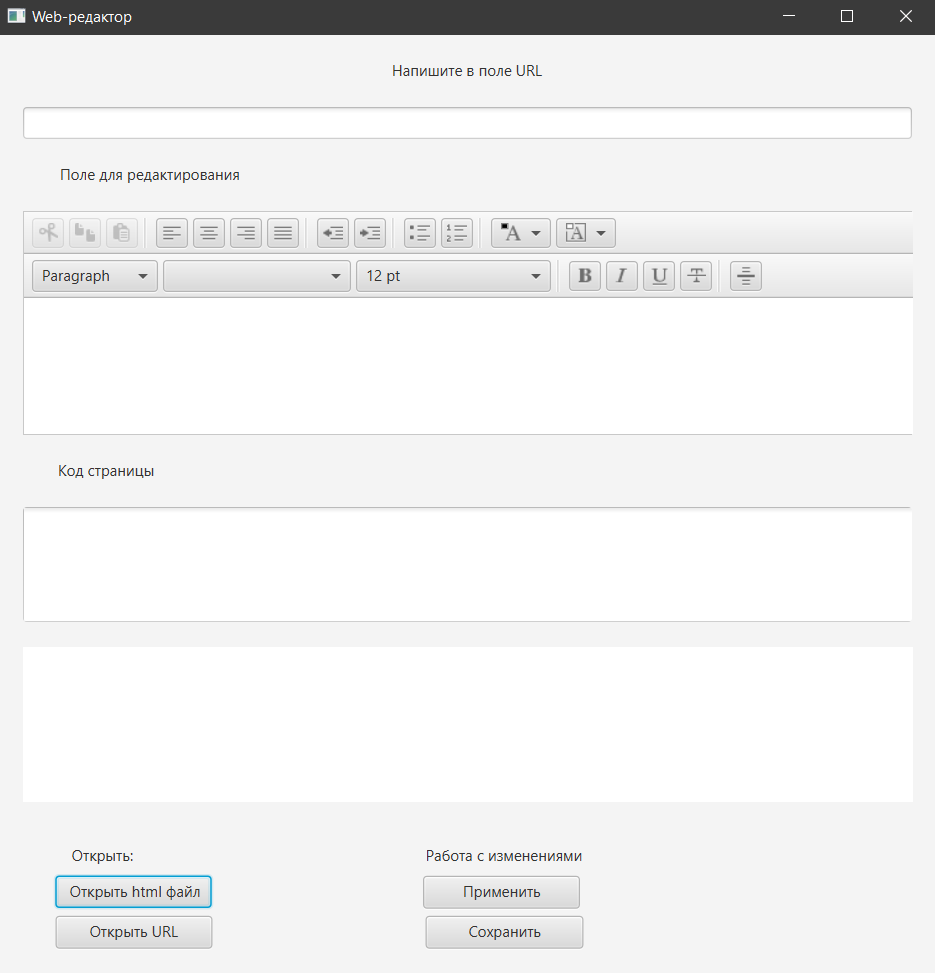 Web-редактор
Напишите в поле URL
Поле для редактирования
Paragraph 12 pt B I U T
Код страницы
Открыть: Работа с изменениями
Открыть html файл Применить
Открыть URL Сохранить